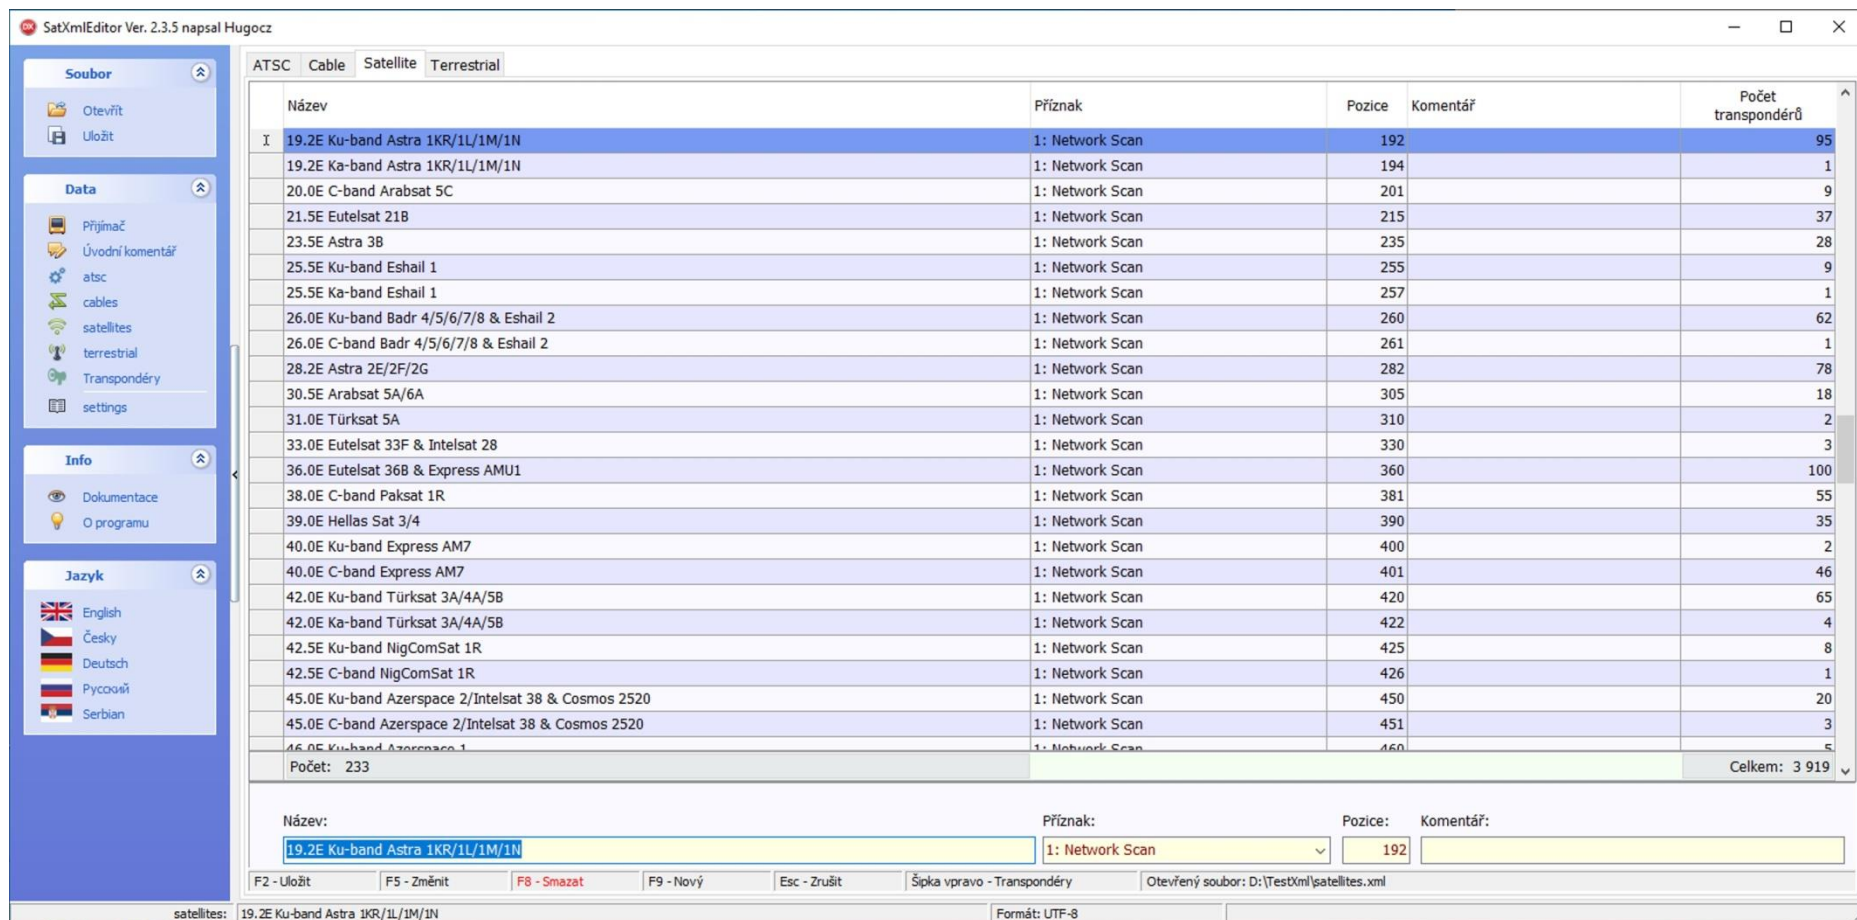 SatXmlEditor Ver. 2.3.5 napsal Hugocz
Soubor
Otevřít
Uložit
Data
Přijímač
Úvodní komentář
atsc
cables
satellites
terrestrial
Transpondéry
settings
Info
Dokumentace
O programu
Jazyk
English
Česky
Deutsch
Русский
Serbian
ATSC Cable Satellite Terrestrial
Název Příznak Pozice Komentář Počet transpondérů
19.2E Ku-band Astra 1KR/1L/1M/1N 1: Network Scan 192 95
19.2E Ka-band Astra 1KR/1L/1M/1N 1: Network Scan 194 1
20.0E C-band Arabsat 5C 1: Network Scan 201 9
21.5E Eutelsat 21B 1: Network Scan 215 37
23.5E Astra 3B 1: Network Scan 235 28
25.5E Ku-band Eshail 1 1: Network Scan 255 9
25.5E Ka-band Eshail 1 1: Network Scan 257 1
26.0E Ku-band Badr 4/5/6/7/8 & Eshail 2 1: Network Scan 260 62
26.0E C-band Badr 4/5/6/7/8 & Eshail 2 1: Network Scan 261 1
28.2E Astra 2E/2F/2G 1: Network Scan 282 78
30.5E Arabsat 5A/6A 1: Network Scan 305 18
31.0E Türksat 5A 1: Network Scan 310 2
33.0E Eutelsat 33F & Intelsat 28 1: Network Scan 330 3
36.0E Eutelsat 36B & Express AMU1 1: Network Scan 360 100
38.0E C-band Paksat 1R 1: Network Scan 381 55
39.0E Hellas Sat 3/4 1: Network Scan 390 35
40.0E Ku-band Express AM7 1: Network Scan 400 2
40.0E C-band Express AM7 1: Network Scan 401 46
42.0E Ku-band Türksat 3A/4A/5B 1: Network Scan 420 65
42.0E Ka-band Türksat 3A/4A/5B 1: Network Scan 422 4
42.5E Ku-band NigComSat 1R 1: Network Scan 425 8
42.5E C-band NigComSat 1R 1: Network Scan 426 1
45.0E Ku-band Azerspace 2/Intelsat 38 & Cosmos 2520 1: Network Scan 450 20
45.0E C-band Azerspace 2/Intelsat 38 & Cosmos 2520 1: Network Scan 451 3
46.0E Ku-band Azerspace 1 1: Network Scan 460 5
Počet: 233 Celkem: 3 919
Název: Příznak: Pozice: Komentář:
19.2E Ku-band Astra 1KR/1L/1M/1N 1: Network Scan 192
F2 - Uložit F5 - Změnit F8 - Smazat F9 - Nový Esc - Zrušit Šipka vpravo - Transpondéry Otevřený soubor: D:\TestXml\satellites.xml
satellites: 19.2E Ku-band Astra 1KR/1L/1M/1N Formát: UTF-8